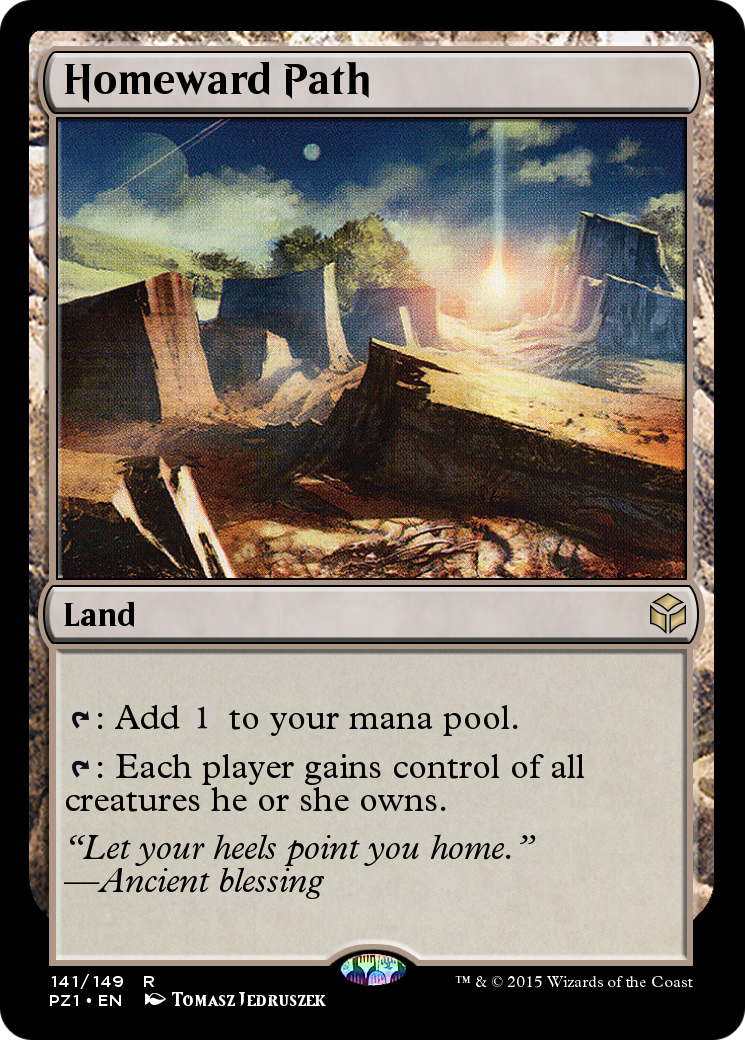 Homeward Path
Land
: Add 1 to your mana pool.
: Each player gains control of all
creatures he or she owns.
“Let your heels point you home.”
—Ancient blessing
141/149 R
PZ1 • EN Tomasz Jedruszek
™ & © 2015 Wizards of the Coast